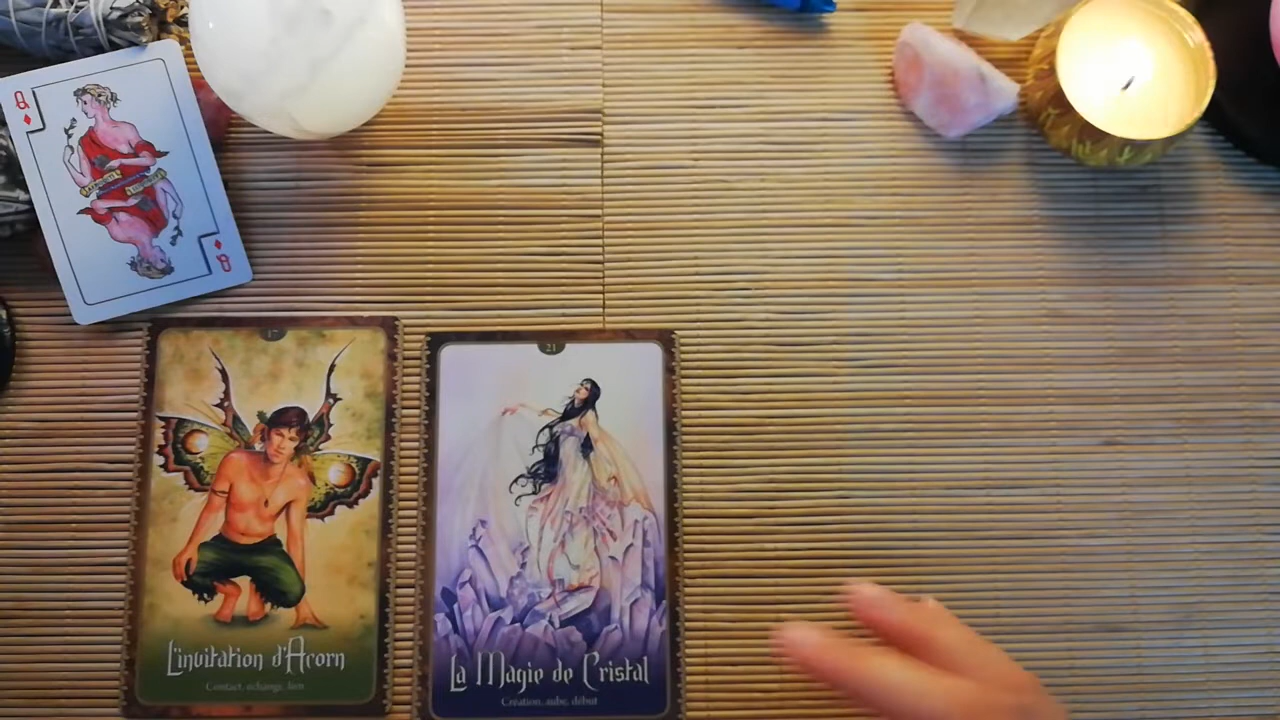 Q
Q
17
L'invitation d'Acorn
Contact, échange, lien
21
La Magie de Cristal
Création, aube, début